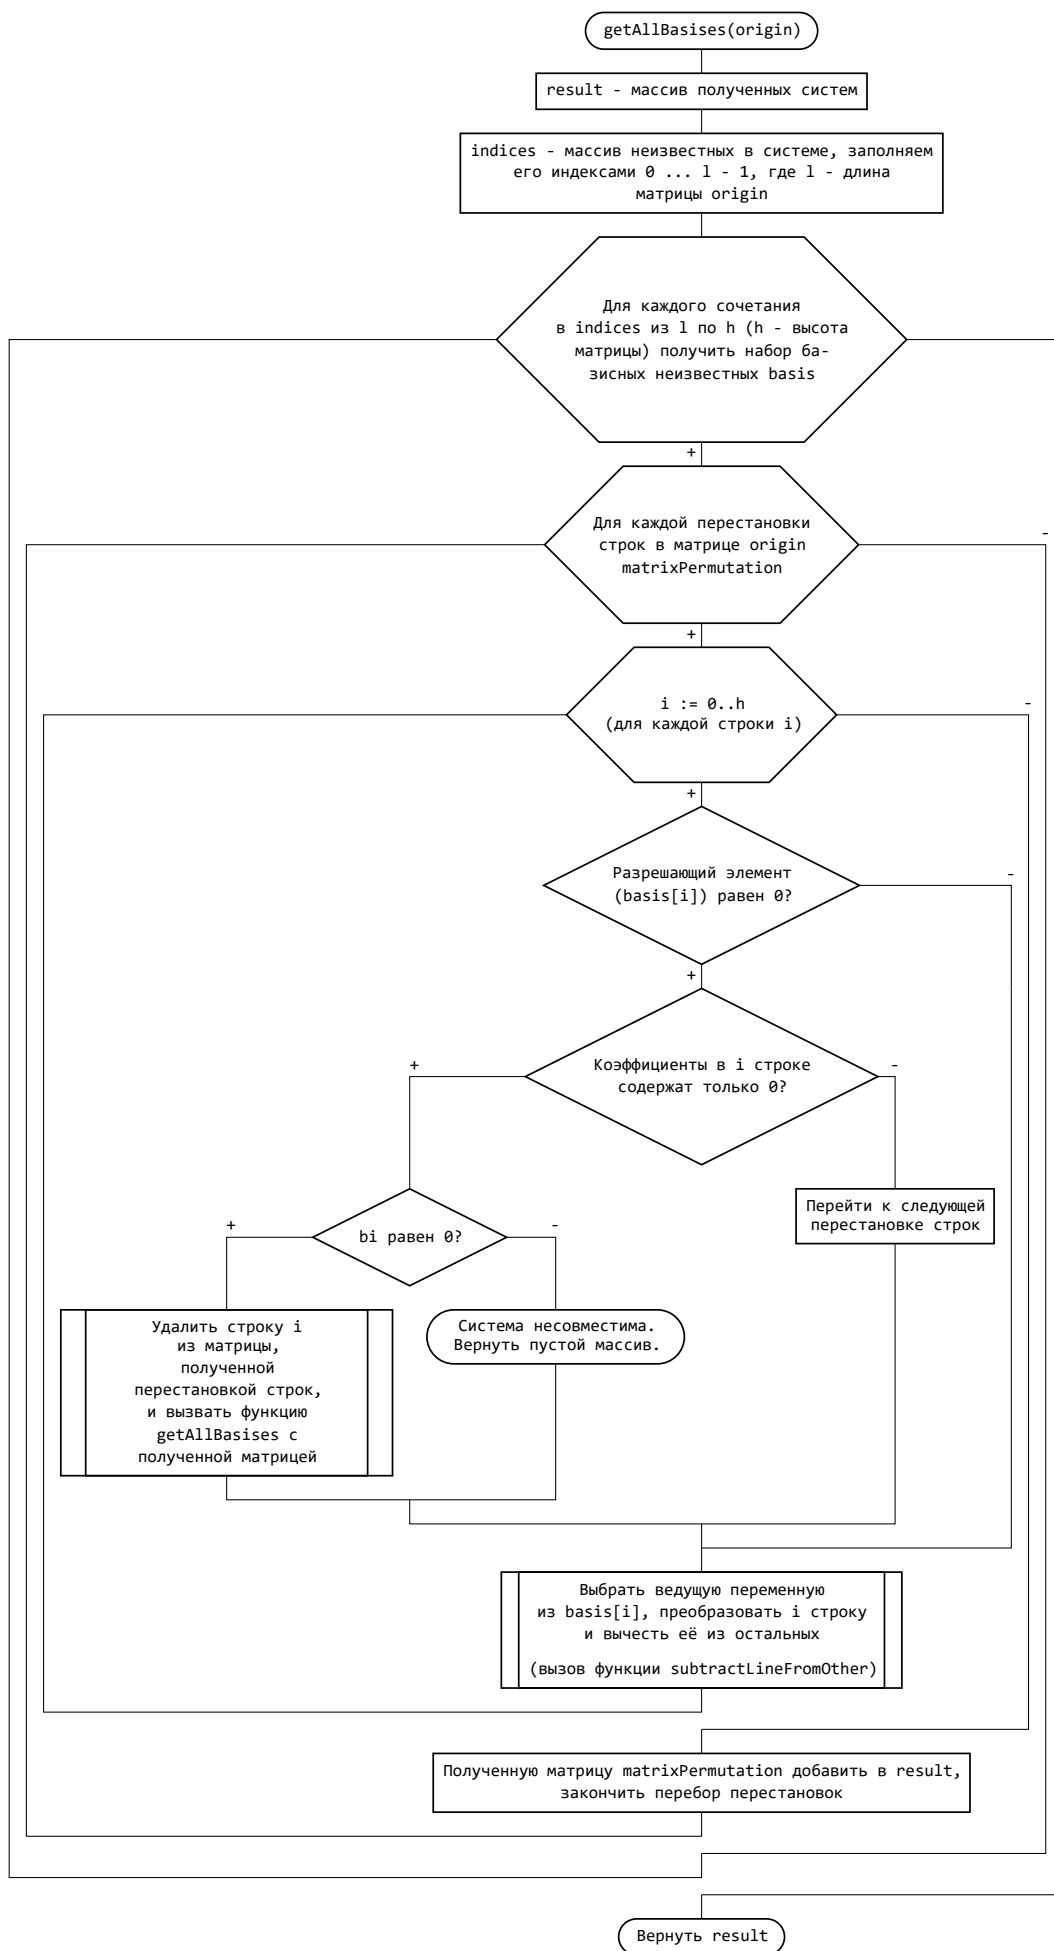 getAllBasises(origin)
result - массив полученных систем
indices - массив неизвестных в системе, заполняем
его индексами 0 ... l - 1, где l - длина
матрицы origin
Для каждого сочетания
в indices из l по h (h - высота
матрицы) получить набор ба-
зисных неизвестных basis
+
Для каждой перестановки
строк в матрице origin
matrixPermutation
-
+
i := 0..h
(для каждой строки i)
-
+
Разрешающий элемент
(basis[i]) равен 0?
-
+
Коэффициенты в i строке
содержат только 0?
+
-
Перейти к следующей
перестановке строк
bi равен 0?
+
-
Удалить строку i
из матрицы,
полученной
перестановкой строк,
и вызвать функцию
getAllBasises с
полученной матрицей
Система несовместима.
Вернуть пустой массив.
Выбрать ведущую переменную
из basis[i], преобразовать i строку
и вычесть её из остальных
(вызов функции subtractLineFromOther)
Полученную матрицу matrixPermutation добавить в result,
закончить перебор перестановок
Вернуть result